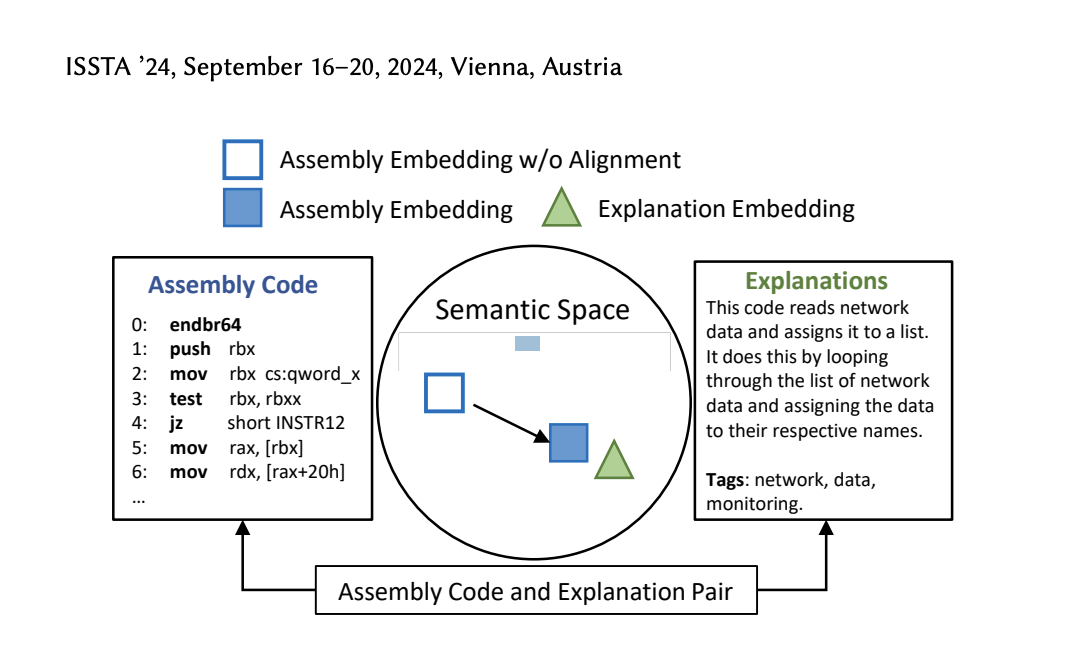 ISSTA ’24, September 16–20, 2024, Vienna, Austria
Assembly Embedding w/o Alignment
Assembly Embedding
Explanation Embedding
Assembly Code
0: endbr64
1: push rbx
2: mov rbx cs:qword_x
3: test rbx, rbxx
4: jz short INSTR12
5: mov rax, [rbx]
6: mov rdx, [rax+20h]
...
Semantic Space
Explanations
This code reads network
data and assigns it to a list.
It does this by looping
through the list of network
data and assigning the data
to their respective names.
Tags: network, data,
monitoring.
Assembly Code and Explanation Pair